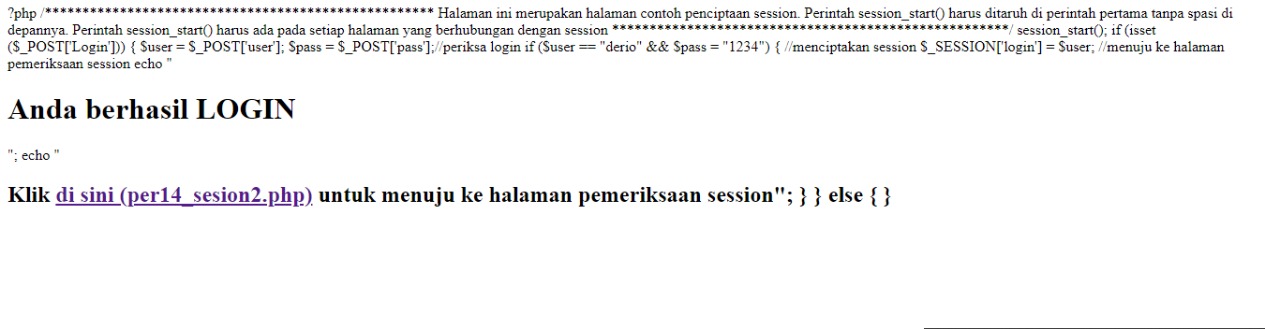 ?php /**************************************************** Halaman ini merupakan halaman contoh penciptaan session. Perintah session_start() harus ditaruh di perintah pertama tanpa spasi di
depannya. Perintah session_start() harus ada pada setiap halaman yang berhubungan dengan session *****************************************************/ session_start(); if (isset
($_POST['Login'])) { $user = $_POST['user']; $pass = $_POST['pass'];//periksa login if ($user == "derio" && $pass = "1234") { //menciptakan session $_SESSION['login'] = $user; //menuju ke halaman
pemeriksaan session echo "
Anda berhasil LOGIN
"; echo "
Klik di sini (per14_sesion2.php) untuk menuju ke halaman pemeriksaan session"; } } else { }